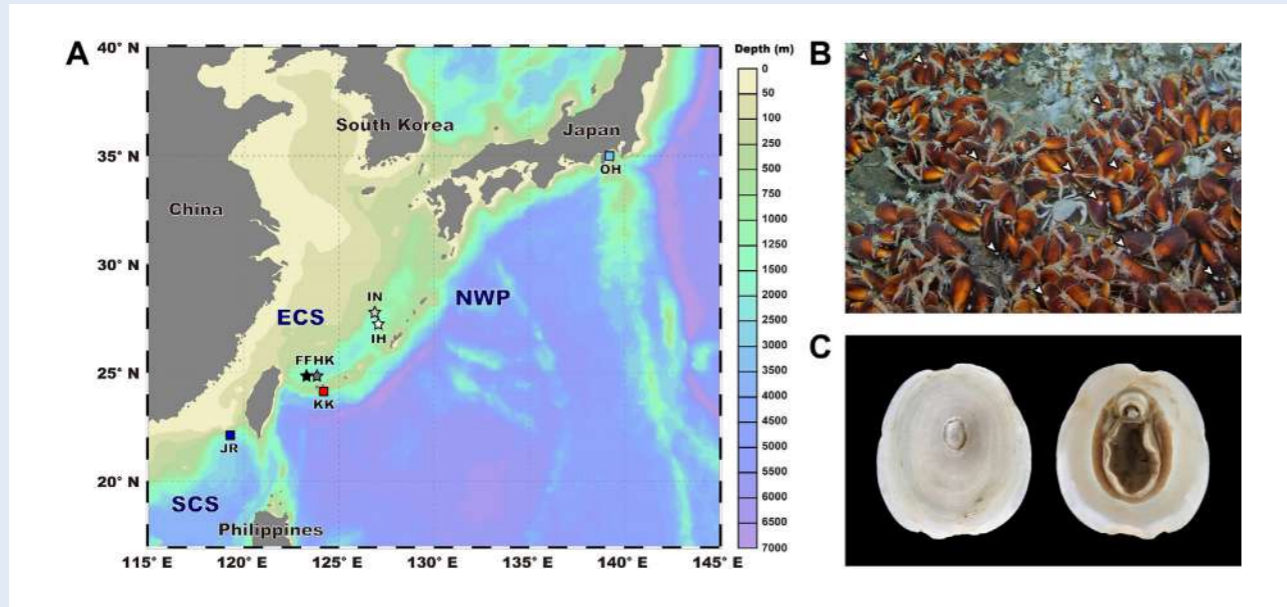 A
40° N
35° N
30° N
25° N
20° N
115° E
120° E
125° E
130° E
135° E
140° E
145° E
South Korea
Japan
China
OH
IN
IH
NWP
ECS
FFHK
KK
JR
SCS
Philippines
Depth (m)
0
50
100
250
500
750
1000
1250
1500
2000
2500
3000
3500
4000
4500
5000
5500
6000
6500
7000
B
C